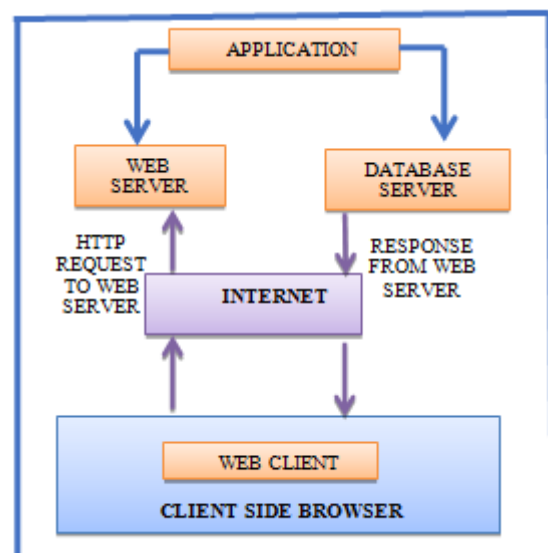 APPLICATION
WEB
SERVER
DATABASE
SERVER
HTTP
REQUEST
TO WEB
SERVER
RESPONSE
FROM WEB
SERVER
INTERNET
WEB CLIENT
CLIENT SIDE BROWSER